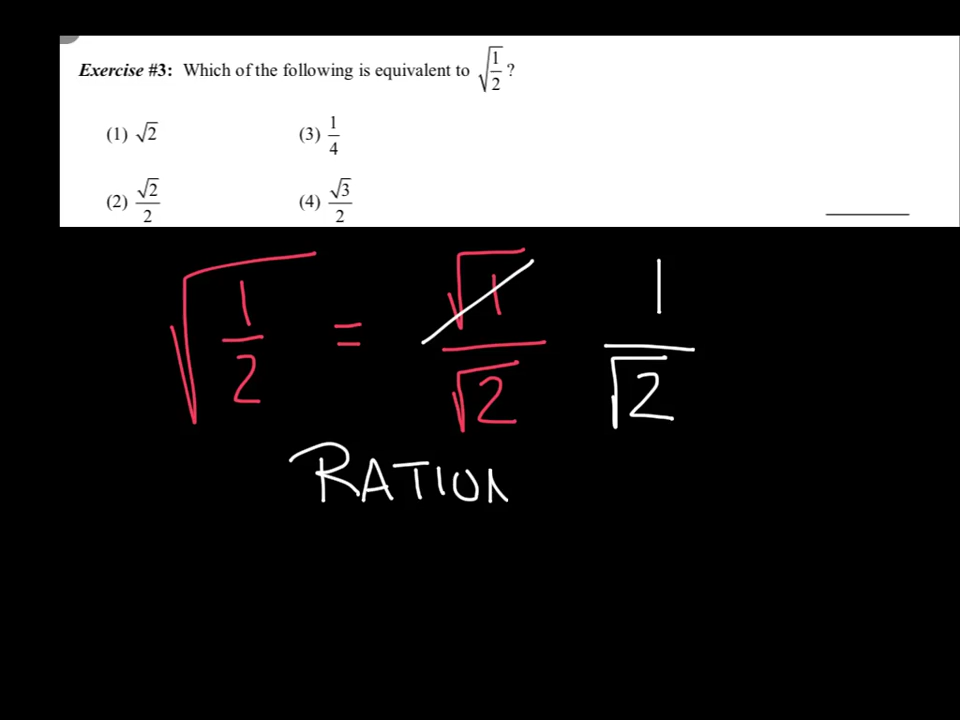 Exercise #3: Which of the following is equivalent to √(1/2) ?
(1) √2 (3) 1/4
(2) √2/2 (4) √3/2
√(1/2) = √1/√2 1/√2
RATION